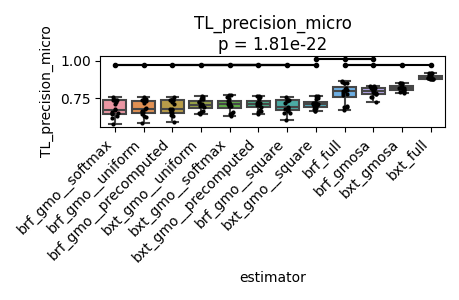 TL_precision_micro
p = 1.81e-22
TL_precision_micro
1.00
0.75
brf_gmo__softmax
brf_gmo__uniform
brf_gmo__precomputed
bxt_gmo__uniform
bxt_gmo__softmax
bxt_gmo__precomputed
brf_gmo__square
bxt_gmo__square
brf_full
brf_gmosa
bxt_gmosa
bxt_full
estimator